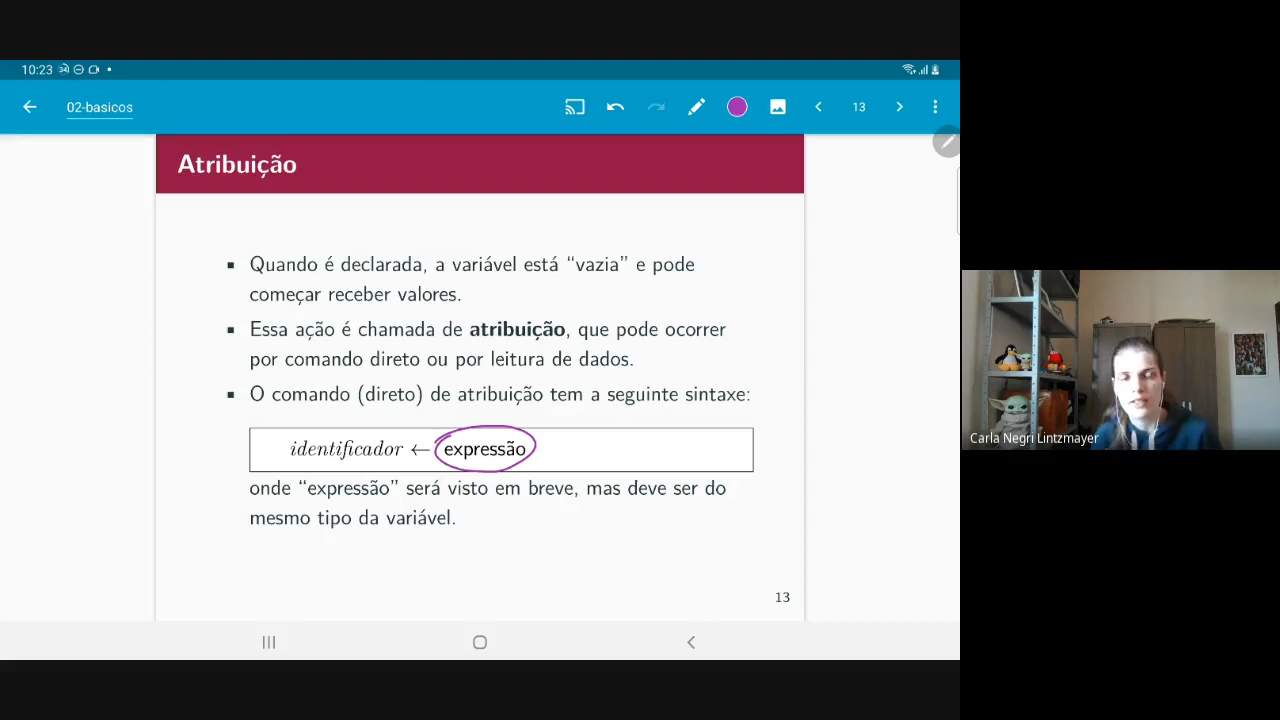 10:23
02-basicos
13
Atribuição
Quando é declarada, a variável está “vazia” e pode
começar receber valores.
Essa ação é chamada de atribuição, que pode ocorrer
por comando direto ou por leitura de dados.
O comando (direto) de atribuição tem a seguinte sintaxe:
identificador ← expressão
onde “expressão” será visto em breve, mas deve ser do
mesmo tipo da variável.
13
Carla Negri Lintzmayer